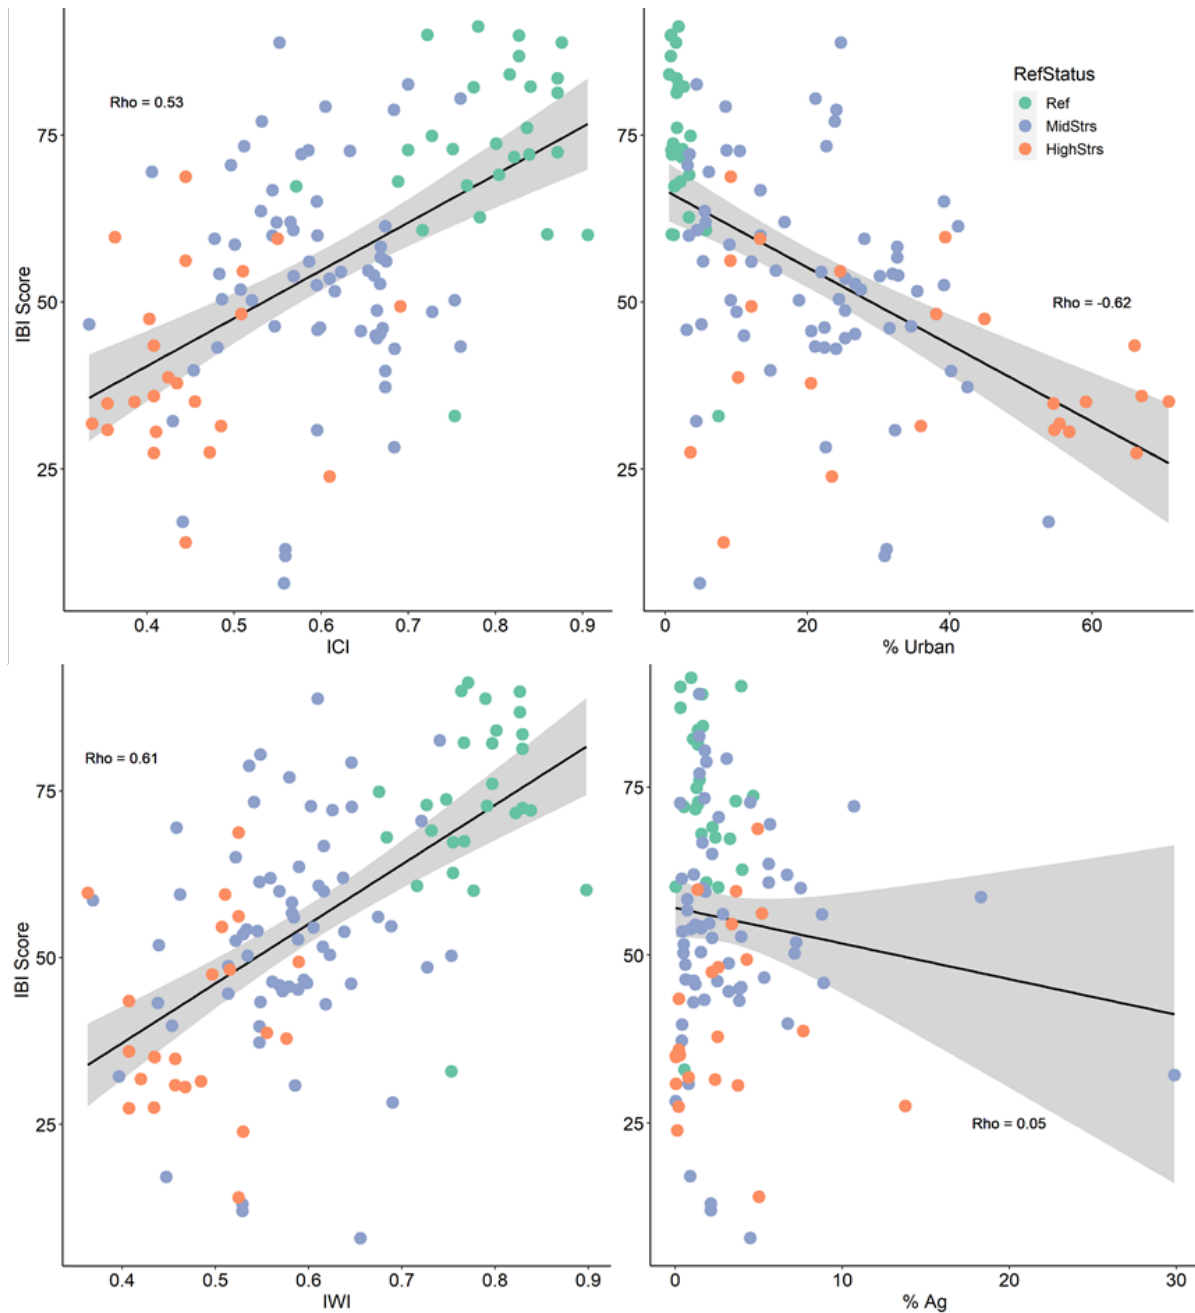 75
50
25
IBI Score
Rho = 0.53
0.4 0.5 0.6 0.7 0.8 0.9
ICI
RefStatus
Ref
MidStrs
HighStrs
Rho = -0.62
0 20 40 60
% Urban
75
50
25
IBI Score
Rho = 0.61
0.4 0.5 0.6 0.7 0.8 0.9
IWI
75
50
25
Rho = 0.05
0 10 20 30
% Ag